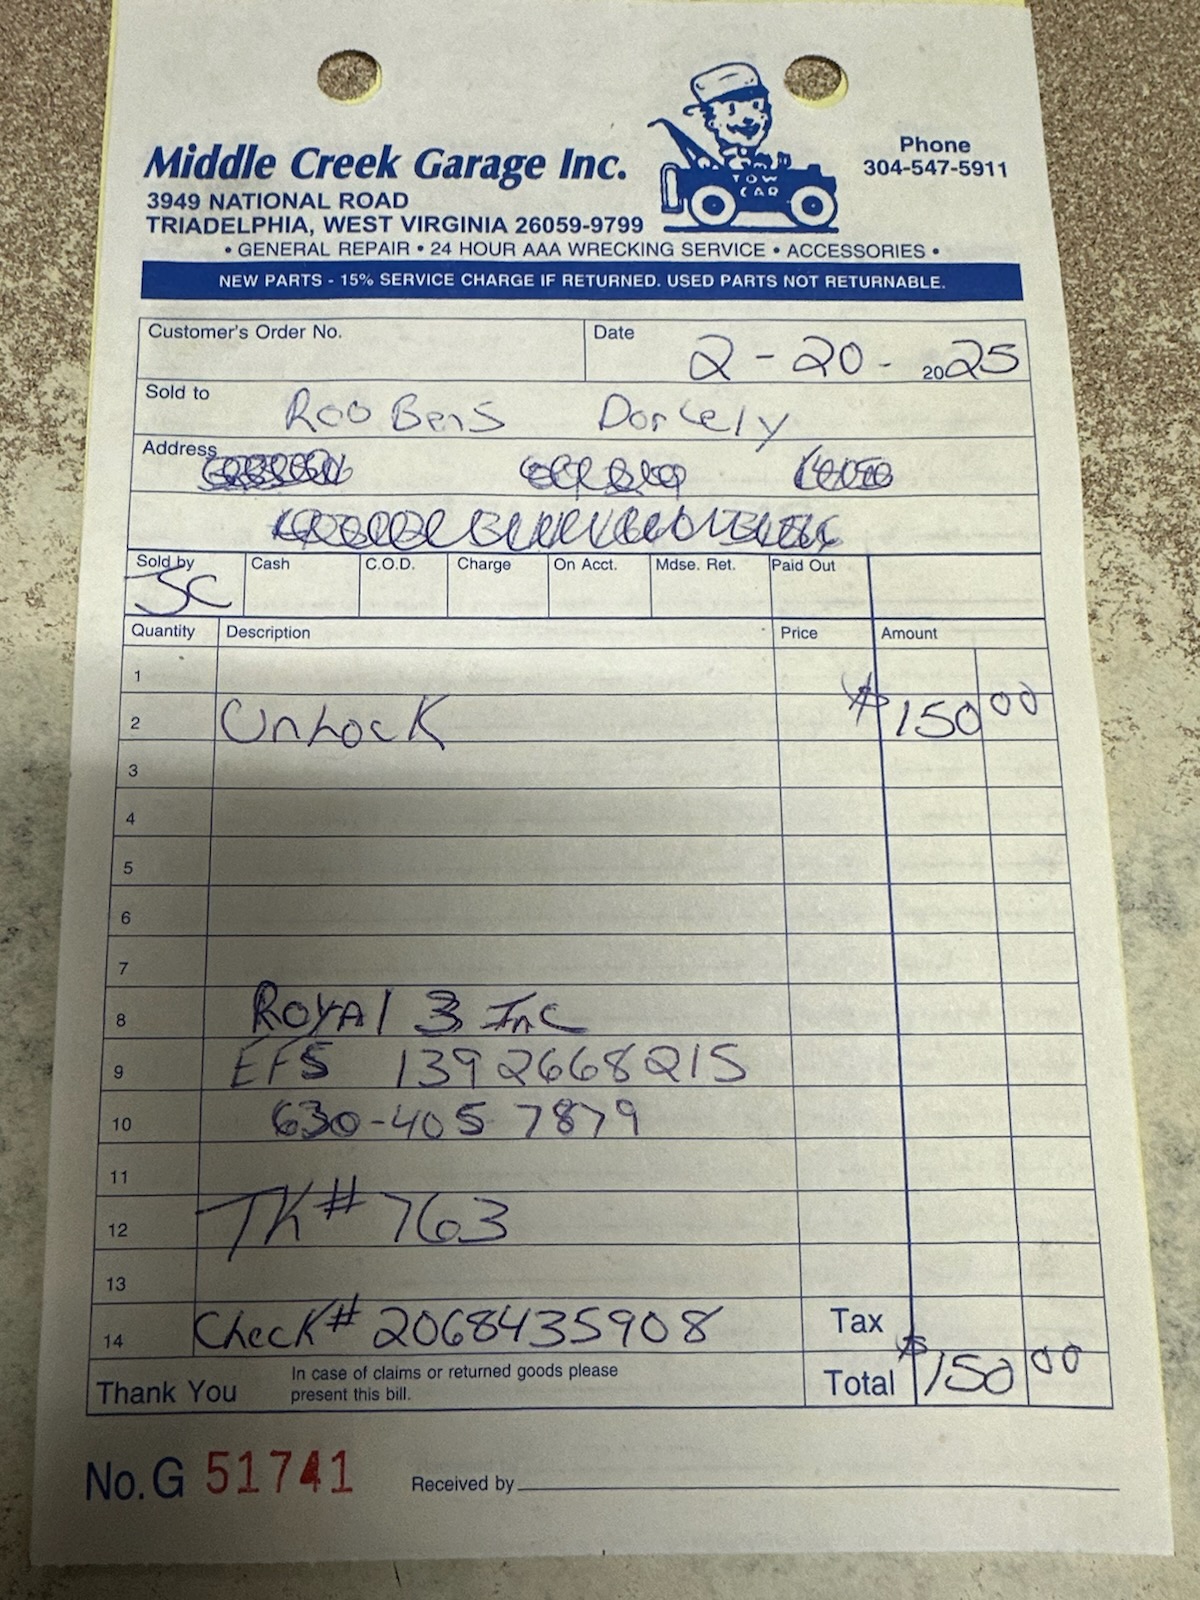 Middle Creek Garage Inc.
3949 NATIONAL ROAD
TRIADELPHIA, WEST VIRGINIA 26059-9799
Phone
304-547-5911
TOW
CAR
• GENERAL REPAIR • 24 HOUR AAA WRECKING SERVICE • ACCESSORIES •
NEW PARTS - 15% SERVICE CHARGE IF RETURNED. USED PARTS NOT RETURNABLE.
Customer's Order No. Date 2-20- 2025
Sold to RooBens Dorcely
Address
Sold by Cash C.O.D. Charge On Acct. Mdse. Ret. Paid Out
JC
Quantity Description Price Amount
1
2 UnLock $150 00
3
4
5
6
7
8 ROYAl 3 Inc
9 EFS 1392668215
10 630-405 7879
11
12 TK# 763
13
14 Check# 2068435908 Tax
Thank You In case of claims or returned goods please present this bill. Total $150 00
No. G 51741 Received by